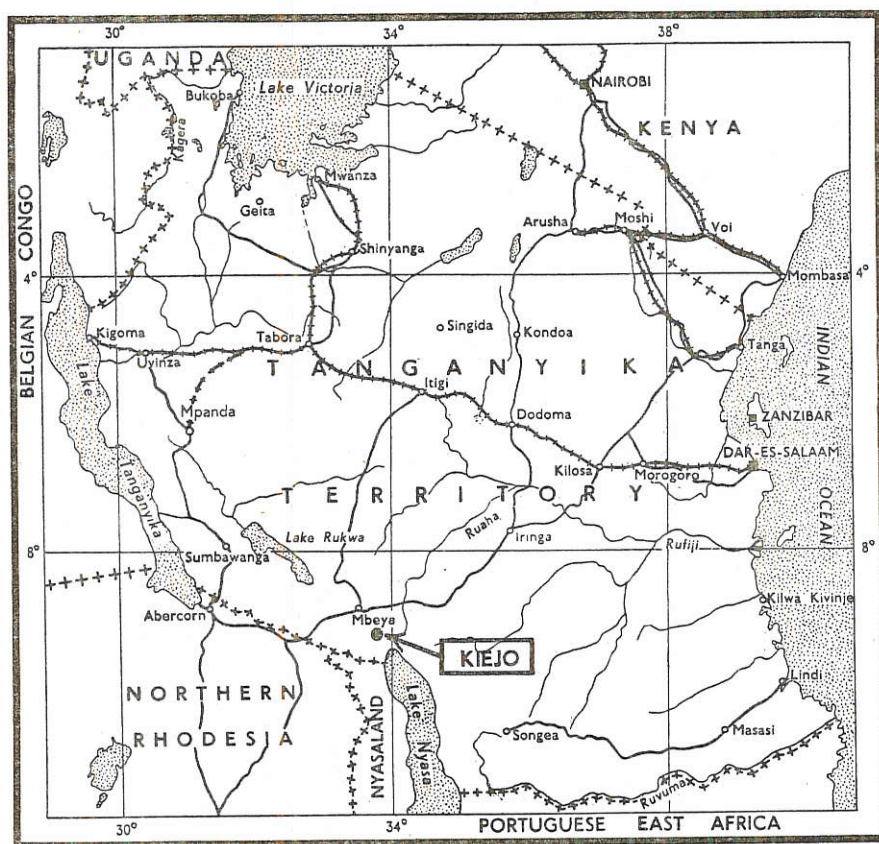 30°
34°
38°
UGANDA
Bukoba
Lake Victoria
NAIROBI
KENYA
Kagera
Mwanza
Geita
Arusha
Moshi
Voi
Shinyanga
BELGIAN CONGO
4°
4°
Mombasa
Kigoma
Tabora
Singida
Kondoa
Uyinza
Tanga
INDIAN
TANGANYIKA
Itigi
Mpanda
Dodoma
ZANZIBAR
Lake
Kilosa
Morogoro
DAR-ES-SALAAM
Tanganyika
TERRITORY
OCEAN
Ruaha
Lake Rukwa
Iringa
Rufiji
8°
8°
Sumbawanga
Abercorn
Mbeya
Kilwa Kivinje
KIEJO
Lindi
NORTHERN
RHODESIA
NYASALAND
Lake Nyasa
Songea
Masasi
Ruvuma
30°
34°
PORTUGUESE EAST AFRICA